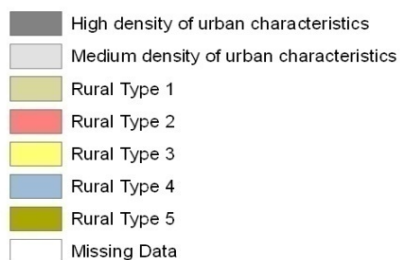 High density of urban characteristics
Medium density of urban characteristics
Rural Type 1
Rural Type 2
Rural Type 3
Rural Type 4
Rural Type 5
Missing Data